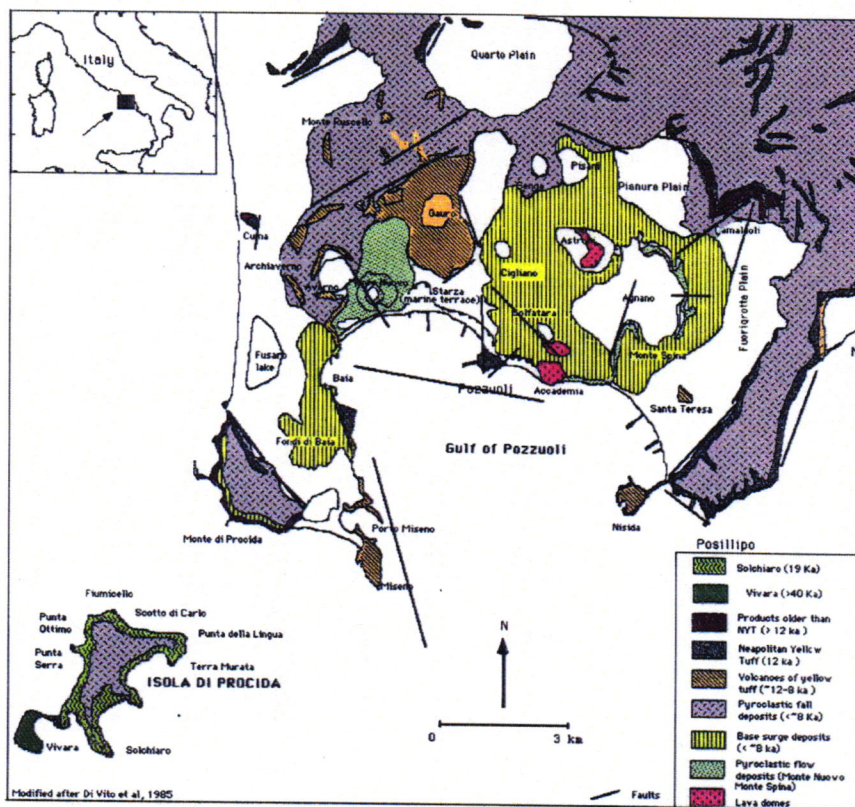 Italy
Quarto Plain
Monte Ruscello
Pisani
Pianura Plain
Gauro
Camaldoli
Cuma
Archiaverno
Averno
Starza
(marine terrace)
Cigliano
Astroni
Agnano
Fuorigrotta Plain
Solfatara
Monte Spina
Fusaro
lake
Baia
Pozzuoli
Accademia
Santa Teresa
Fondi di Baia
Gulf of Pozzuoli
Nisida
Monte di Procida
Porto Miseno
Miseno
Posillipo
Fiumicello
Scotto di Carlo
Punta
Ottimo
Punta della Lingua
Punta
Serra
Terra Murata
ISOLA DI PROCIDA
Vivara
Solchiaro
N
0 3 km
Solchiaro (19 Ka)
Vivara (>40 Ka)
Products older than
NYT (> 12 ka)
Neapolitan Yellow
Tuff (12 ka)
Volcanoes of yellow
tuff (~12-8 ka)
Pyroclastic fall
deposits (<~8 Ka)
Base surge deposits
(< ~8 ka)
Pyroclastic flow
deposits (Monte Nuovo
Monte Spina)
Lava domes
Faults
Modified after Di Vito et al, 1985